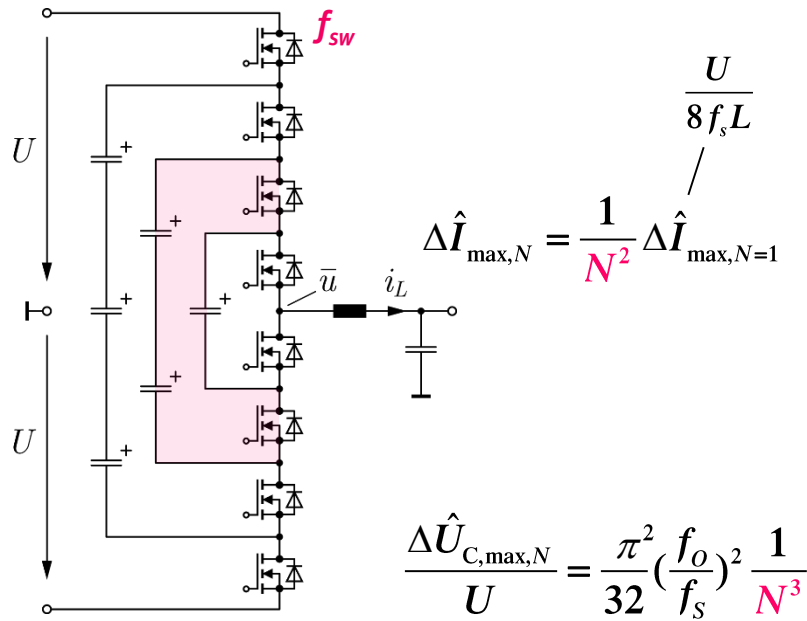 f_sw
U
+
+
+
+
+
+
U
ū
i_L
U / (8 f_s L)
ΔÎ_max,N = (1 / N²) ΔÎ_max,N=1
ΔÛ_C,max,N / U = (π² / 32) (f_O / f_S)² (1 / N³)